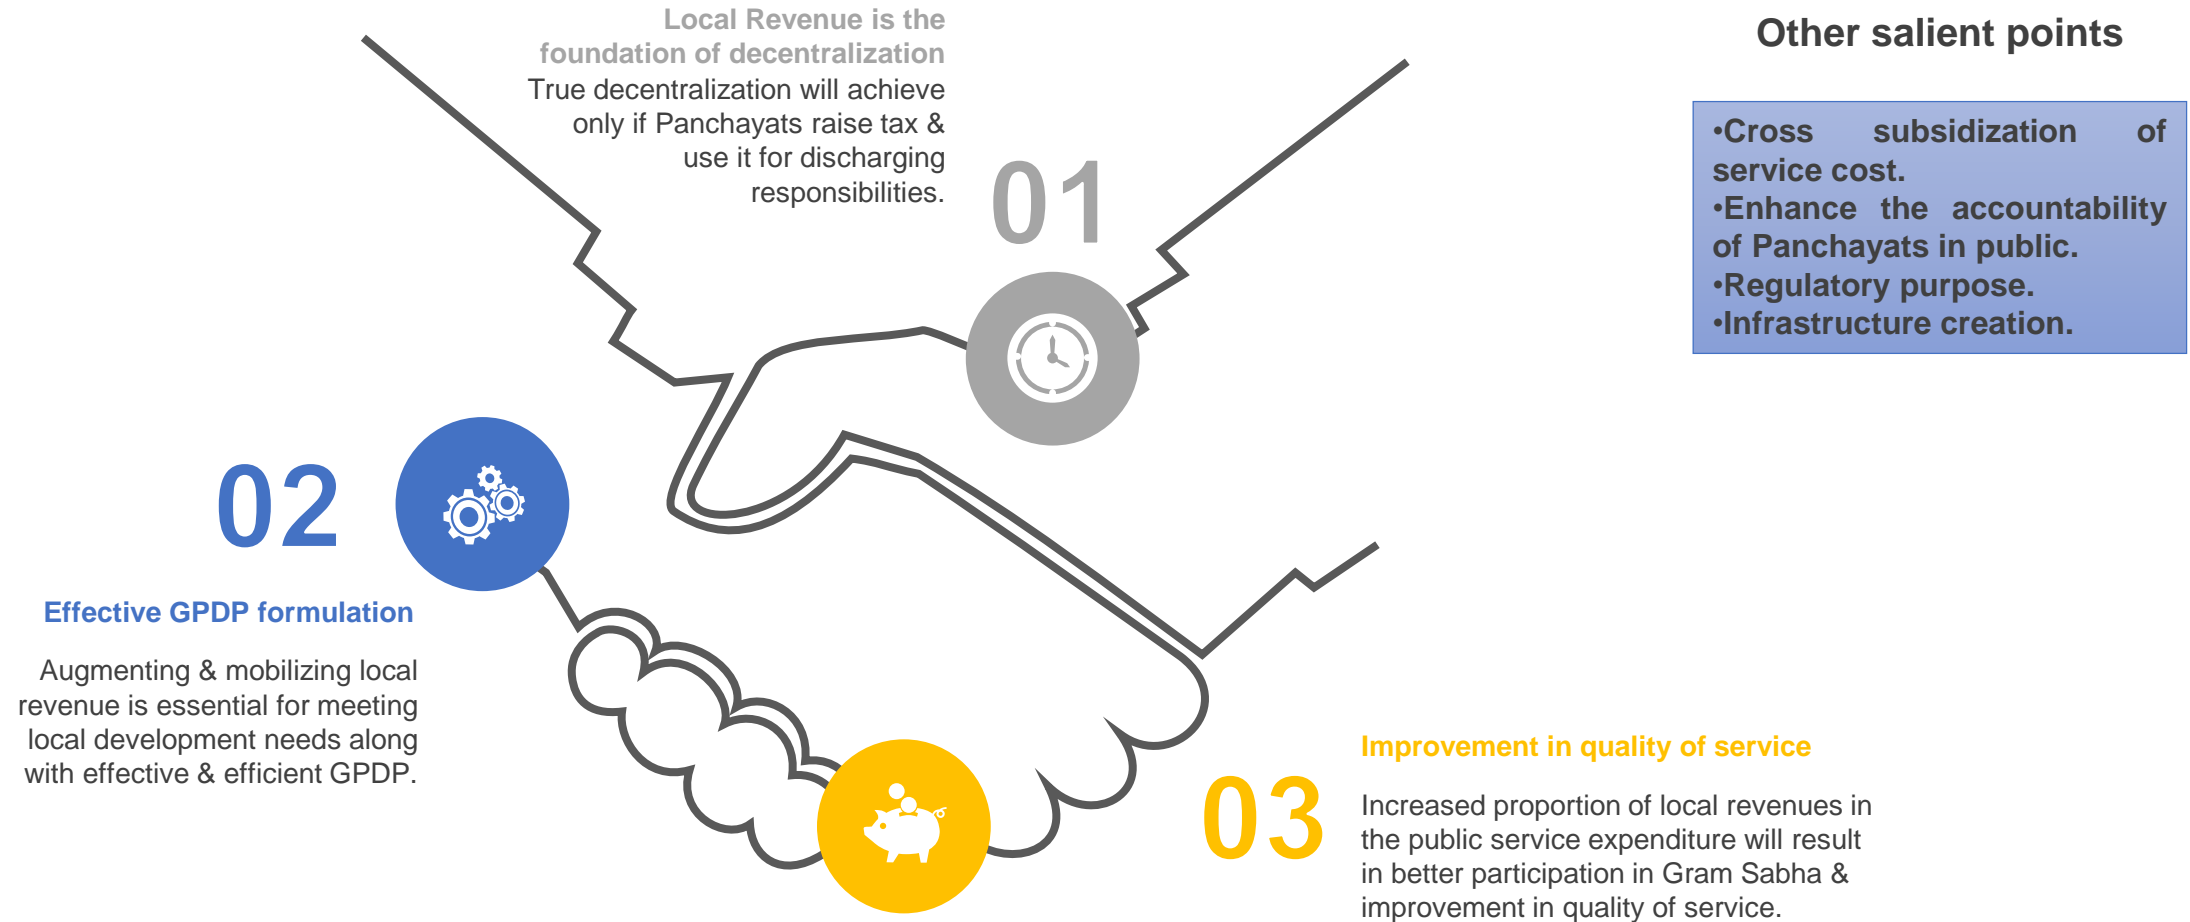 Local Revenue is the
foundation of decentralization
True decentralization will achieve
only if Panchayats raise tax &
use it for discharging
responsibilities.
01
Other salient points
•Cross subsidization of
service cost.
•Enhance the accountability
of Panchayats in public.
•Regulatory purpose.
•Infrastructure creation.
02
Effective GPDP formulation
Augmenting & mobilizing local
revenue is essential for meeting
local development needs along
with effective & efficient GPDP.
03
Improvement in quality of service
Increased proportion of local revenues in
the public service expenditure will result
in better participation in Gram Sabha &
improvement in quality of service.